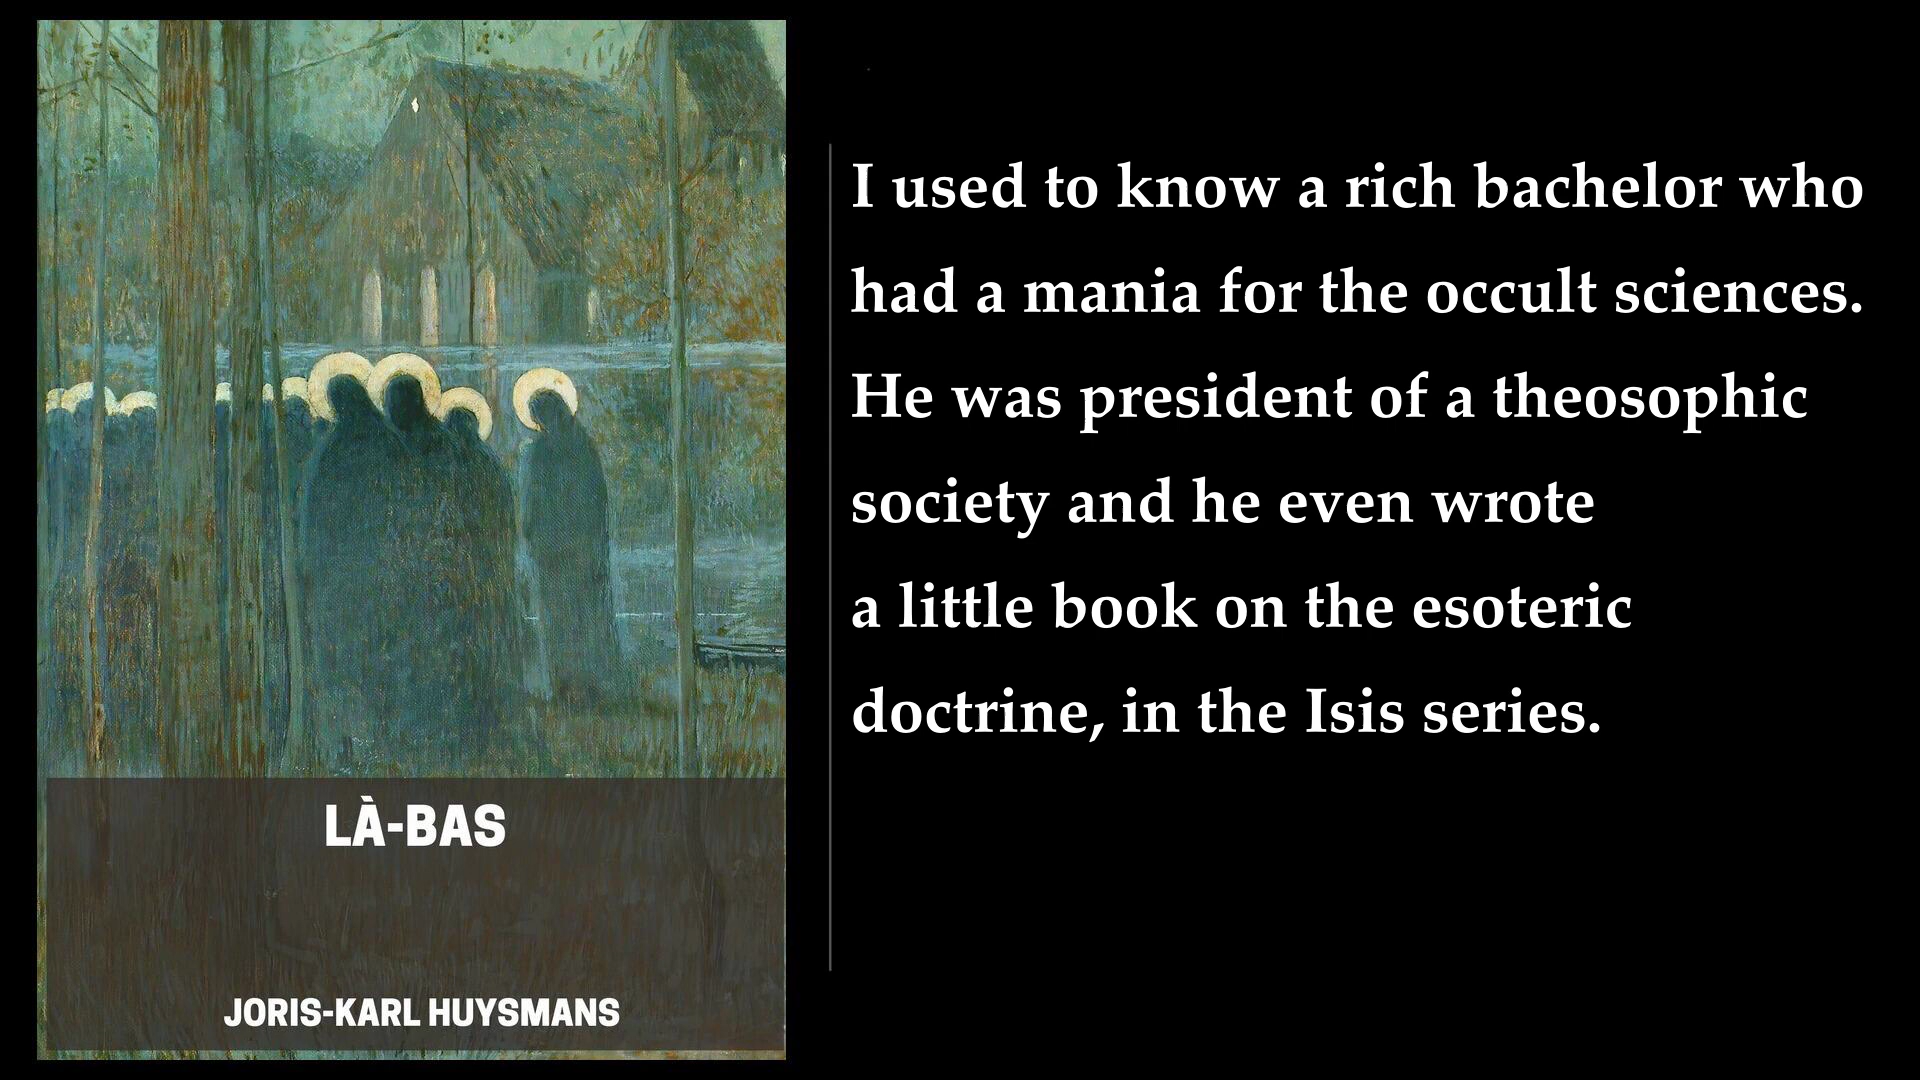 LÀ-BAS
JORIS-KARL HUYSMANS
I used to know a rich bachelor who
had a mania for the occult sciences.
He was president of a theosophic
society and he even wrote
a little book on the esoteric
doctrine, in the Isis series.